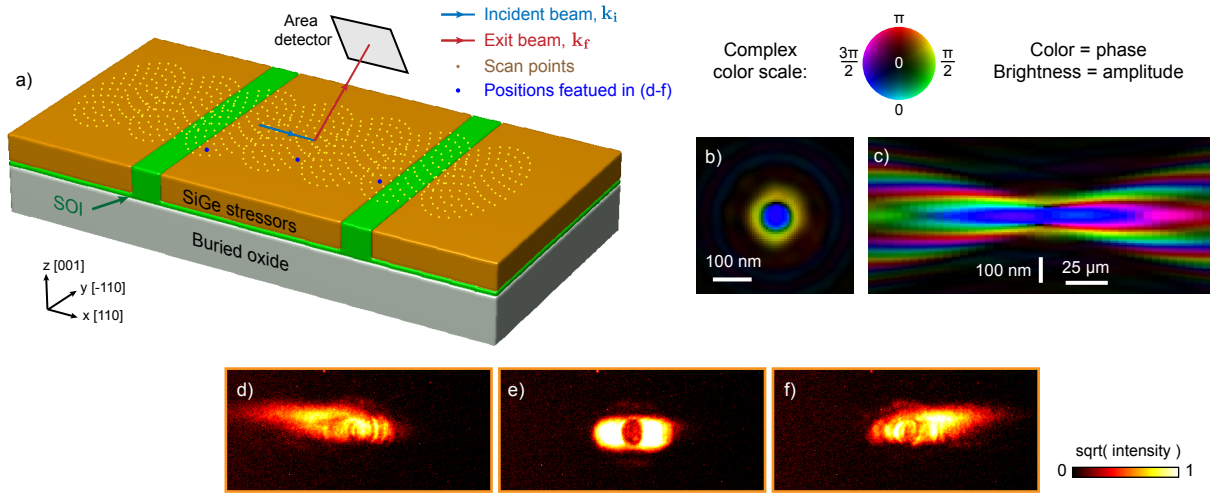 a)
Area
detector
Incident beam, kᵢ
Exit beam, k_f
Scan points
Positions featued in (d-f)
SOI
SiGe stressors
Buried oxide
z [001]
y [-110]
x [110]
Complex
color scale:
π
3π/2
0
π/2
0
Color = phase
Brightness = amplitude
b)
100 nm
c)
100 nm
25 µm
d)
e)
f)
sqrt( intensity )
0
1